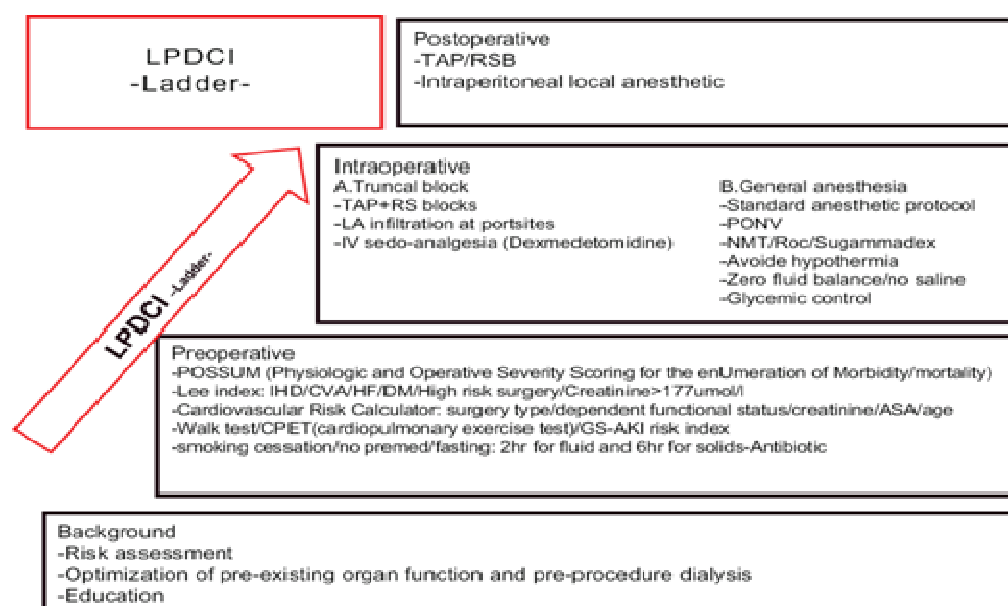 LPDCI
-Ladder-
Postoperative
-TAP/RSB
-Intraperitoneal local anesthetic
Intraoperative
A.Truncal block
-TAP+RS blocks
-LA infiltration at portsites
-IV sedo-analgesia (Dexmedetomidine)
B.General anesthesia
-Standard anesthetic protocol
-PONV
-NMT/Roc/Sugammadex
-Avoide hypothermia
-Zero fluid balance/no saline
-Glycemic control
LPDCI -Ladder-
Preoperative
-POSSUM (Physiologic and Operative Severity Scoring for the enUmeration of Morbidity/mortality)
-Lee index: IHD/CVA/HF/DM/High risk surgery/Creatinine>177umol/l
-Cardiovascular Risk Calculator: surgery type/dependent functional status/creatinine/ASA/age
-Walk test/CPET(cardiopulmonary exercise test)/GS-AKI risk index
-smoking cessation/no premed/fasting: 2hr for fluid and 6hr for solids-Antibiotic
Background
-Risk assessment
-Optimization of pre-existing organ function and pre-procedure dialysis
-Education